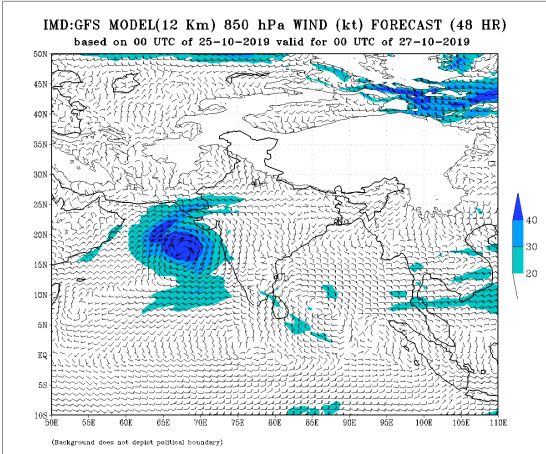 IMD:GFS MODEL(12 Km) 850 hPa WIND (kt) FORECAST (48 HR)
based on 00 UTC of 25-10-2019 valid for 00 UTC of 27-10-2019
50N
45N
40N
35N
30N
25N
20N
15N
10N
5N
EQ
5S
10S
50E 55E 60E 65E 70E 75E 80E 85E 90E 95E 100E 105E 110E
40
30
20
(Background does not depict political boundary)